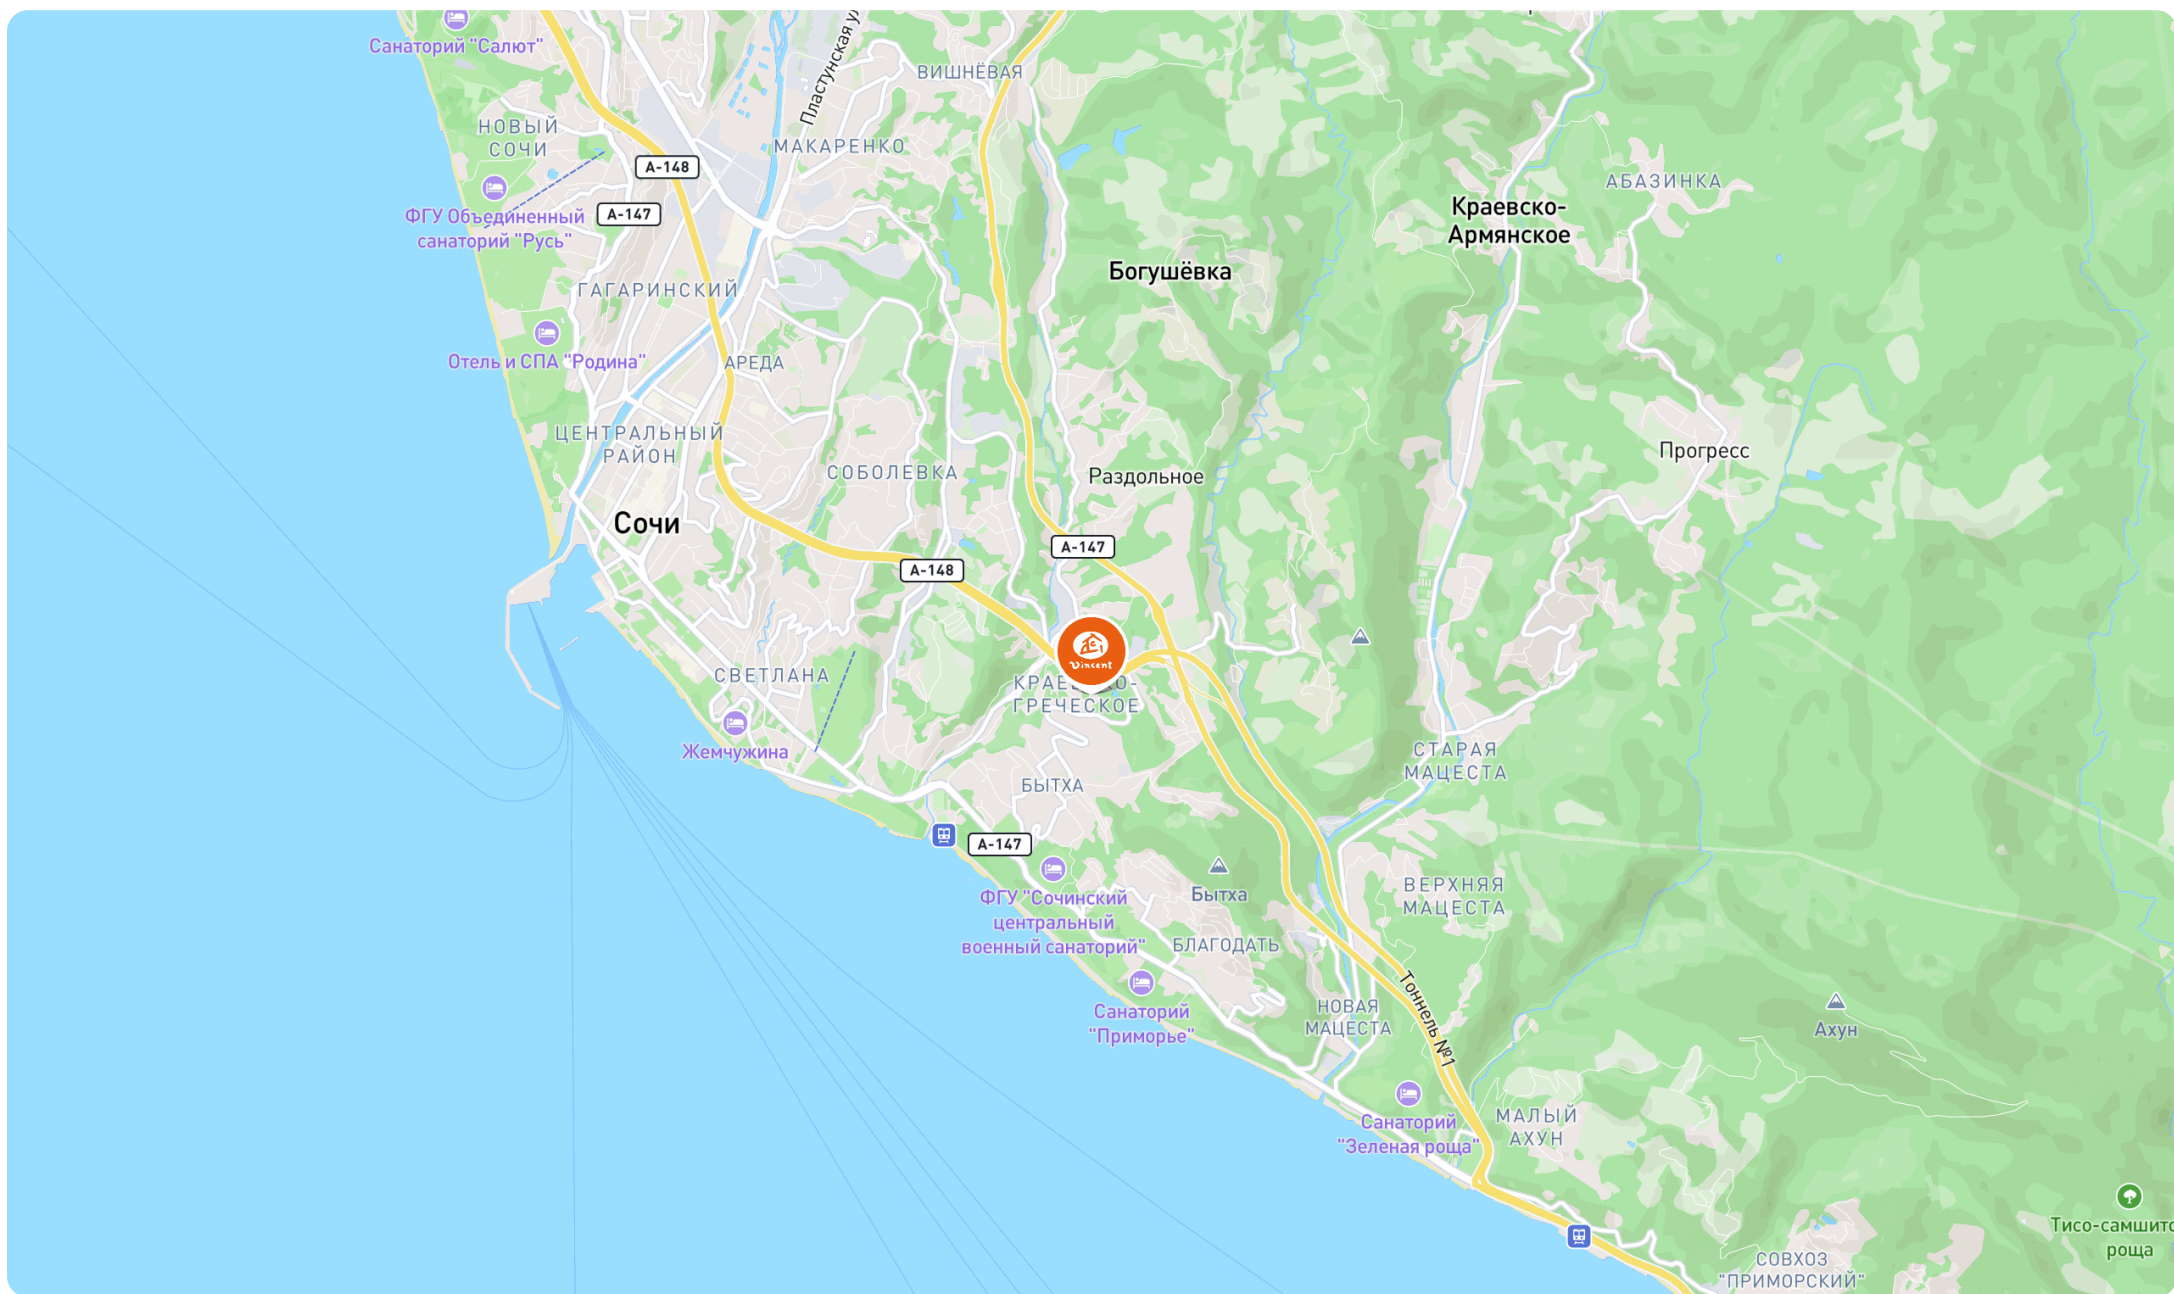 Санаторий "Салют"
Пластунская ул
ВИШНЁВАЯ
НОВЫЙ
СОЧИ
МАКАРЕНКО
А-148
А-147
ФГУ Объединенный
санаторий "Русь"
АБАЗИНКА
Краевско-
Армянское
Богушёвка
ГАГАРИНСКИЙ
Отель и СПА "Родина"
АРЕДА
ЦЕНТРАЛЬНЫЙ
РАЙОН
СОБОЛЕВКА
Раздольное
Прогресс
Сочи
А-147
А-148
Vincent
СВЕТЛАНА
ГРЕЧЕСКОЕ
Жемчужина
СТАРАЯ
МАЦЕСТА
БЫТХА
А-147
ФГУ "Сочинский
центральный
военный санаторий"
Бытха
ВЕРХНЯЯ
МАЦЕСТА
БЛАГОДАТЬ
Санаторий
"Приморье"
НОВАЯ
МАЦЕСТА
Тоннель №1
Ахун
Санаторий
"Зеленая роща"
МАЛЫЙ
АХУН
Тисо-самшито
роща
СОВХОЗ
"ПРИМОРСКИЙ"